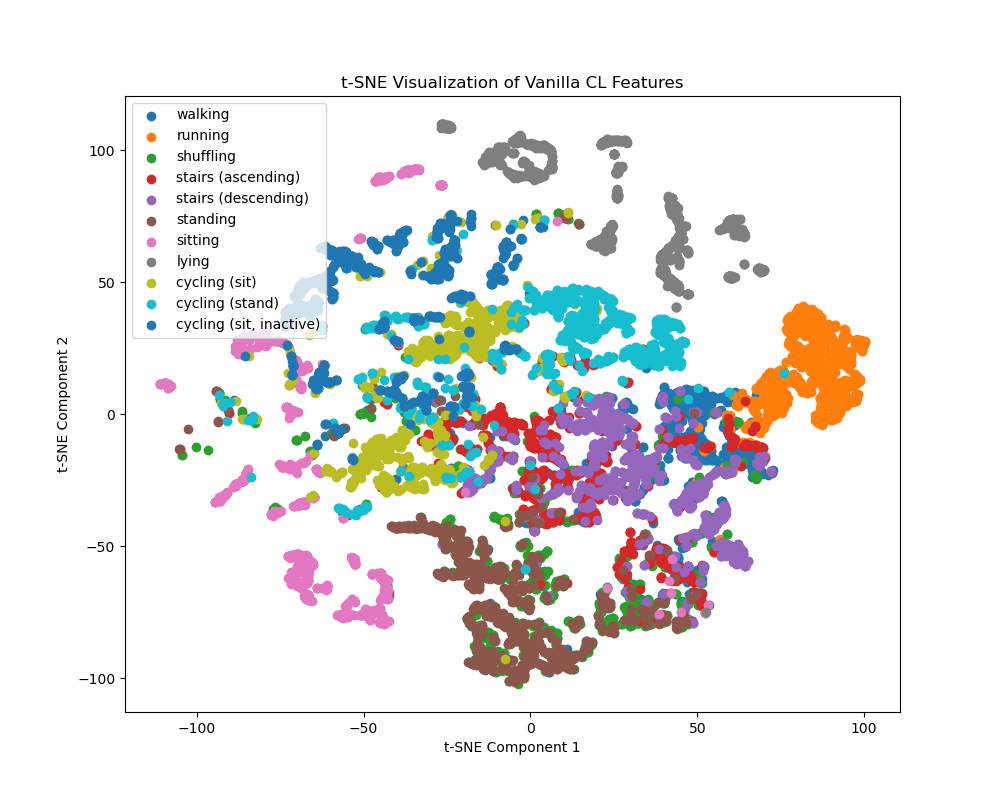 t-SNE Visualization of Vanilla CL Features
walking
running
shuffling
stairs (ascending)
stairs (descending)
standing
sitting
lying
cycling (sit)
cycling (stand)
cycling (sit, inactive)
100
50
0
−50
−100
t-SNE Component 2
−100
−50
0
50
100
t-SNE Component 1